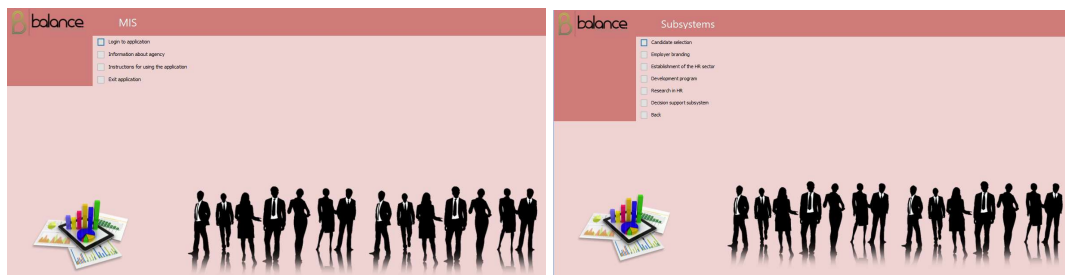 balance
MIS
Login to application
Information about agency
Instructions for using the application
Exit application
balance
Subsystems
Candidate selection
Employer branding
Establishment of the HR sector
Development program
Research in HR
Decision support subsystem
Back